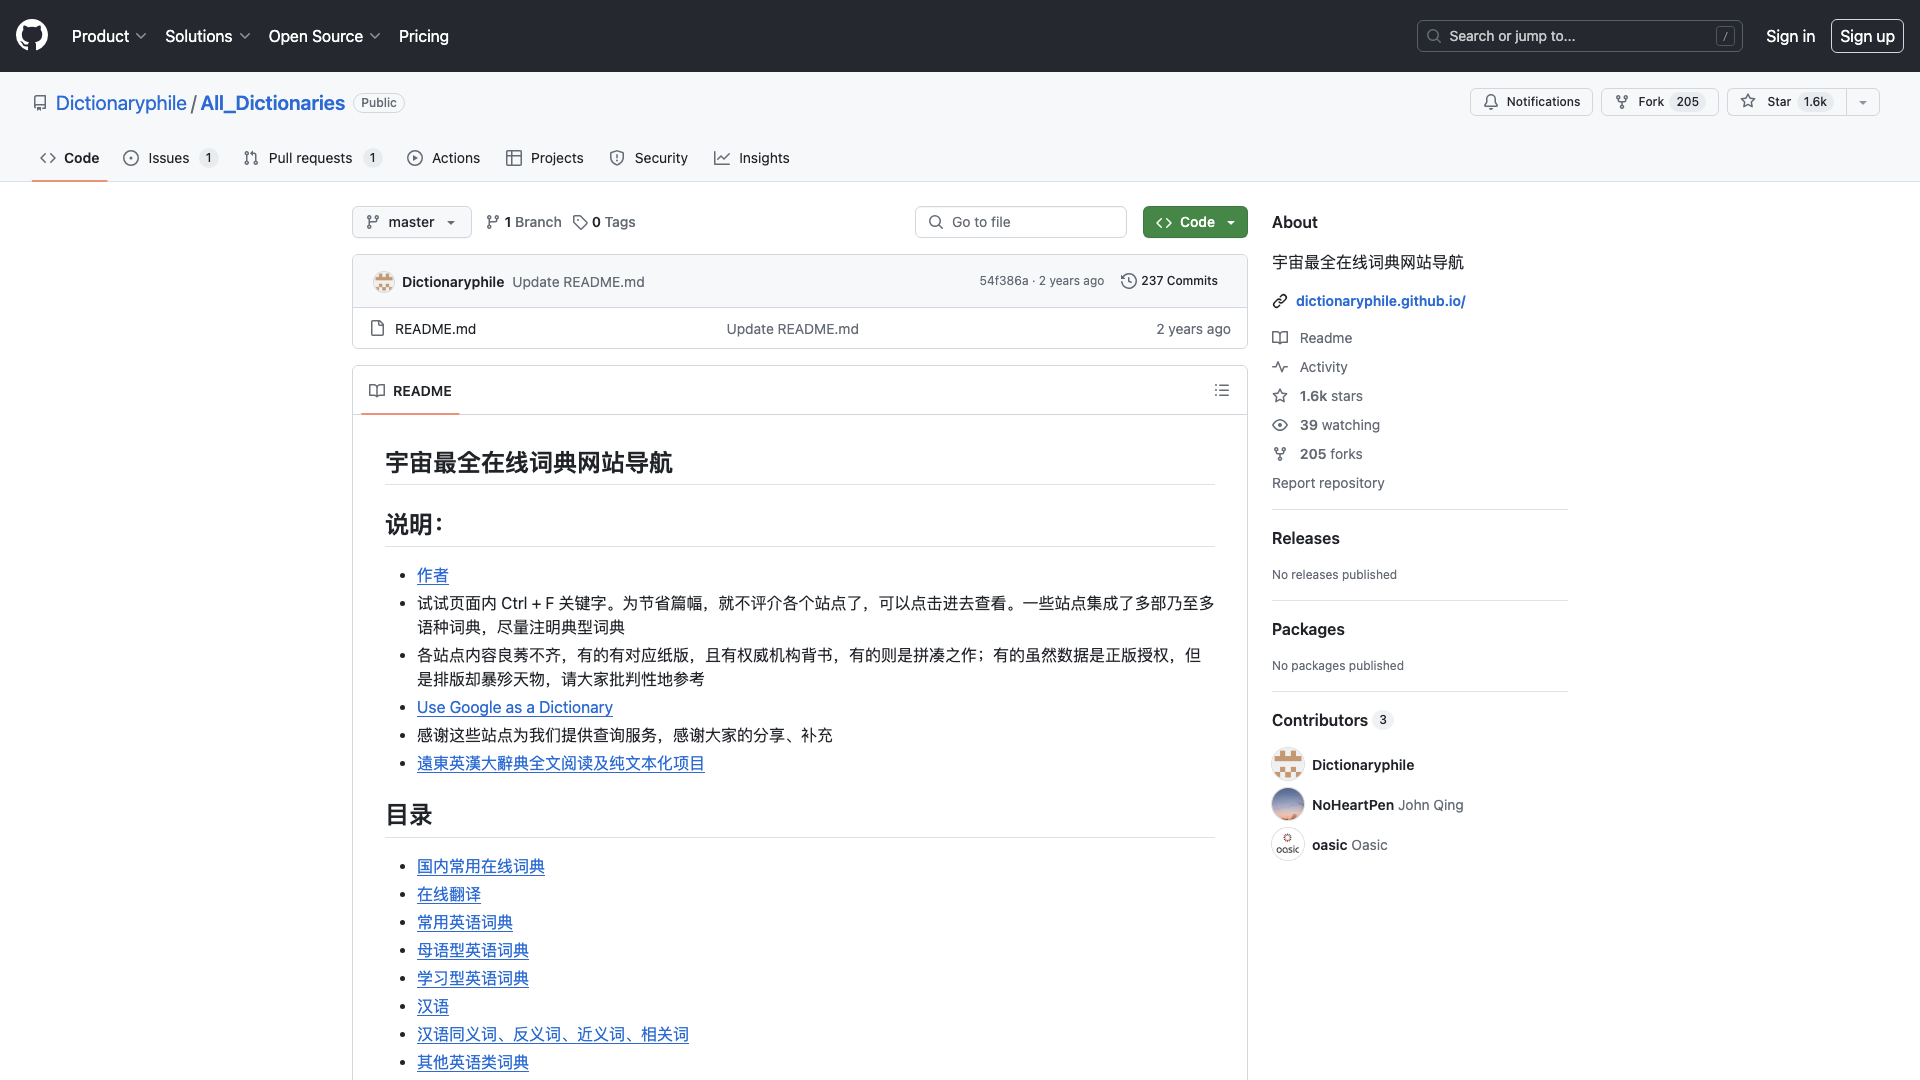 Product
Solutions
Open Source
Pricing
Search or jump to...
/
Sign in
Sign up
Dictionaryphile / All_Dictionaries
Public
Notifications
Fork 205
Star 1.6k
Code
Issues 1
Pull requests 1
Actions
Projects
Security
Insights
master
1 Branch
0 Tags
Go to file
Code
Dictionaryphile Update README.md
54f386a · 2 years ago
237 Commits
README.md
Update README.md
2 years ago
README
宇宙最全在线词典网站导航
说明：
作者
试试页面内 Ctrl + F 关键字。为节省篇幅，就不评介各个站点了，可以点击进去查看。一些站点集成了多部乃至多
语种词典，尽量注明典型词典
各站点内容良莠不齐，有的有对应纸版，且有权威机构背书，有的则是拼凑之作；有的虽然数据是正版授权，但
是排版却暴殄天物，请大家批判性地参考
Use Google as a Dictionary
感谢这些站点为我们提供查询服务，感谢大家的分享、补充
遠東英漢大辭典全文阅读及纯文本化项目
目录
国内常用在线词典
在线翻译
常用英语词典
母语型英语词典
学习型英语词典
汉语
汉语同义词、反义词、近义词、相关词
其他英语类词典
About
宇宙最全在线词典网站导航
dictionaryphile.github.io/
Readme
Activity
1.6k stars
39 watching
205 forks
Report repository
Releases
No releases published
Packages
No packages published
Contributors 3
Dictionaryphile
NoHeartPen John Qing
oasic
oasic Oasic